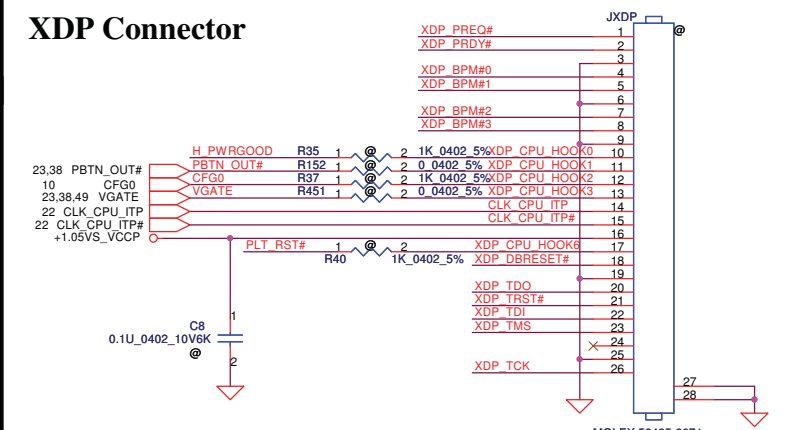 XDP Connector
JXDP
@
XDP_PREQ# 1
XDP_PRDY# 2
3
XDP_BPM#0 4
XDP_BPM#1 5
6
XDP_BPM#2 7
XDP_BPM#3 8
9
H_PWRGOOD R35 1 @ 2 1K_0402_5% XDP_CPU_HOOK0 10
23,38 PBTN_OUT# PBTN_OUT# R152 1 @ 2 0_0402_5% XDP_CPU_HOOK1 11
10 CFG0 CFG0 R37 1 @ 2 1K_0402_5% XDP_CPU_HOOK2 12
23,38,49 VGATE VGATE R451 1 @ 2 0_0402_5% XDP_CPU_HOOK3 13
22 CLK_CPU_ITP CLK_CPU_ITP 14
22 CLK_CPU_ITP# CLK_CPU_ITP# 15
+1.05VS_VCCP 16
PLT_RST# 1 @ 2 XDP_CPU_HOOK6 17
R40 1K_0402_5% XDP_DBRESET# 18
19
XDP_TDO 20
XDP_TRST# 21
XDP_TDI 22
XDP_TMS 23
24
25
XDP_TCK 26
27
28
1
C8
0.1U_0402_10V6K
@
2